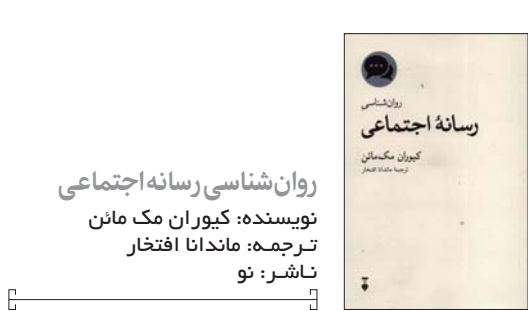 روان‌شناسی
رسانهٔ اجتماعی
کیوران مک‌مائن
ترجمهٔ ماندانا افتخار
روان‌شناسی رسانه اجتماعی
نویسنده: کیوران مک مائن
ترجمه: ماندانا افتخار
ناشر: نو